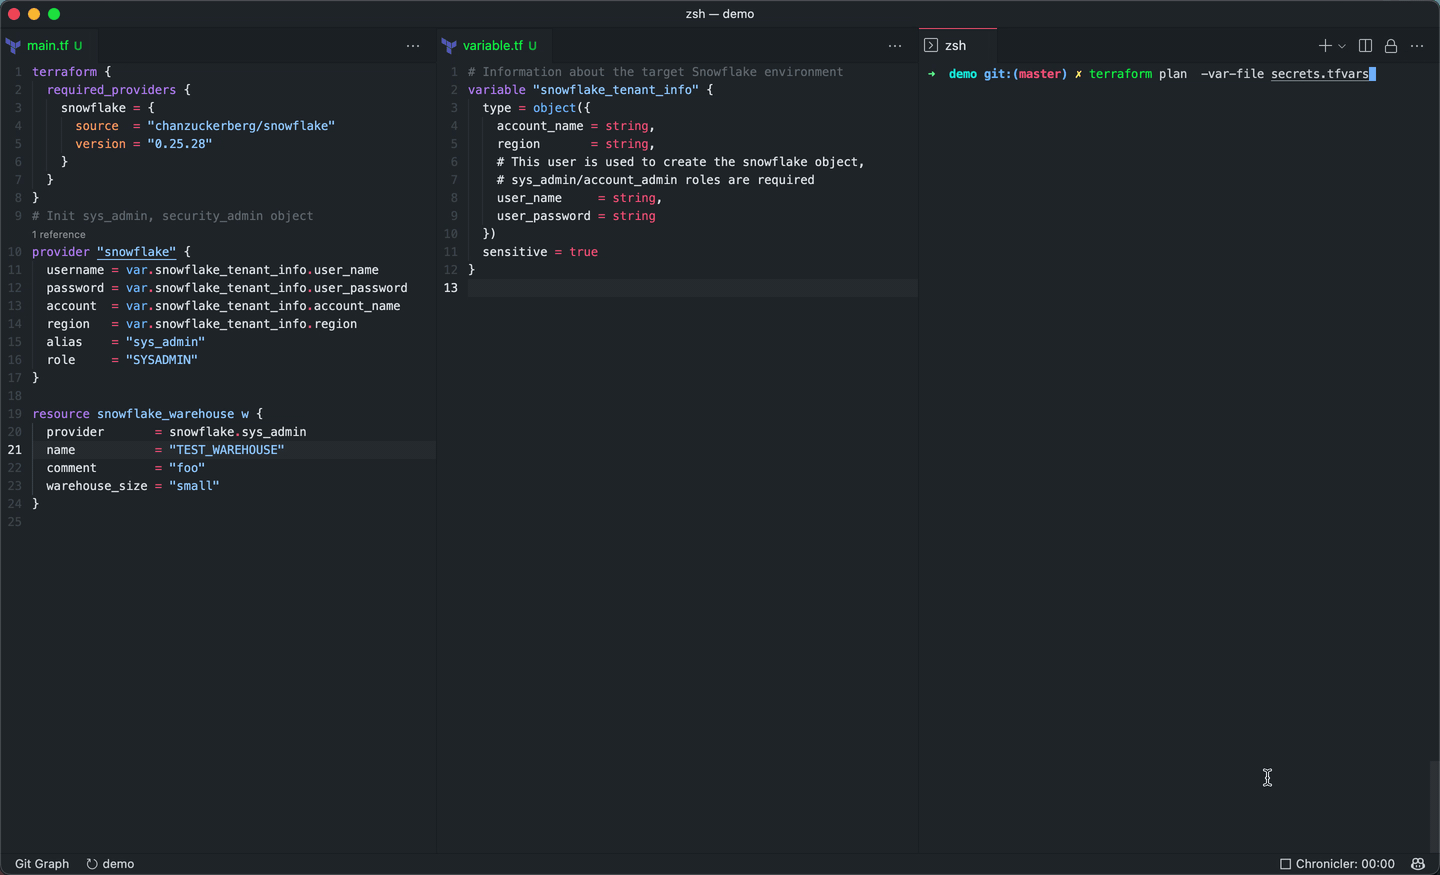 zsh — demo
main.tf U
1 terraform {
2 required_providers {
3 snowflake = {
4 source = "chanzuckerberg/snowflake"
5 version = "0.25.28"
6 }
7 }
8 }
9 # Init sys_admin, security_admin object
1 reference
10 provider "snowflake" {
11 username = var.snowflake_tenant_info.user_name
12 password = var.snowflake_tenant_info.user_password
13 account = var.snowflake_tenant_info.account_name
14 region = var.snowflake_tenant_info.region
15 alias = "sys_admin"
16 role = "SYSADMIN"
17 }
18
19 resource snowflake_warehouse w {
20 provider = snowflake.sys_admin
21 name = "TEST_WAREHOUSE"
22 comment = "foo"
23 warehouse_size = "small"
24 }
25
variable.tf U
1 # Information about the target Snowflake environment
2 variable "snowflake_tenant_info" {
3 type = object({
4 account_name = string,
5 region = string,
6 # This user is used to create the snowflake object,
7 # sys_admin/account_admin roles are required
8 user_name = string,
9 user_password = string
10 })
11 sensitive = true
12 }
13
zsh
➜ demo git:(master) ✗ terraform plan -var-file secrets.tfvars
Git Graph
demo
Chronicler: 00:00